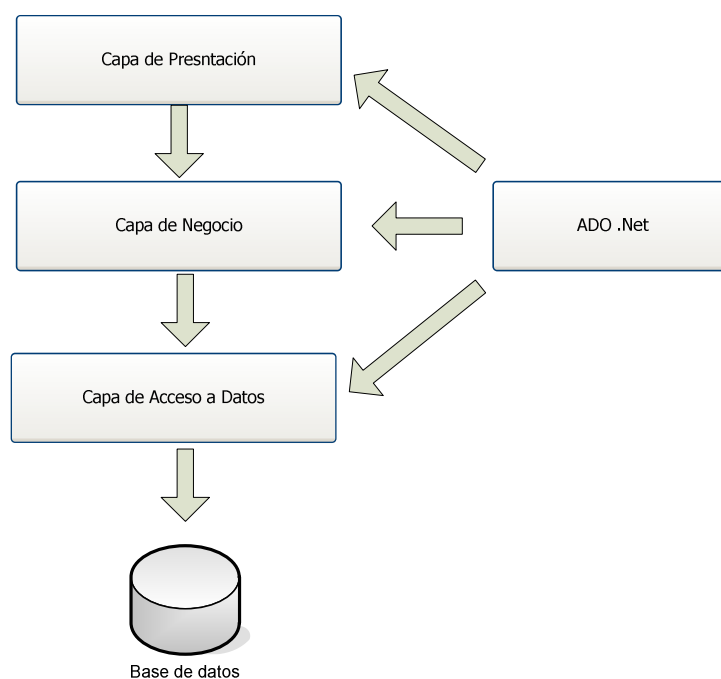 Capa de Presntación
Capa de Negocio
ADO .Net
Capa de Acceso a Datos
Base de datos